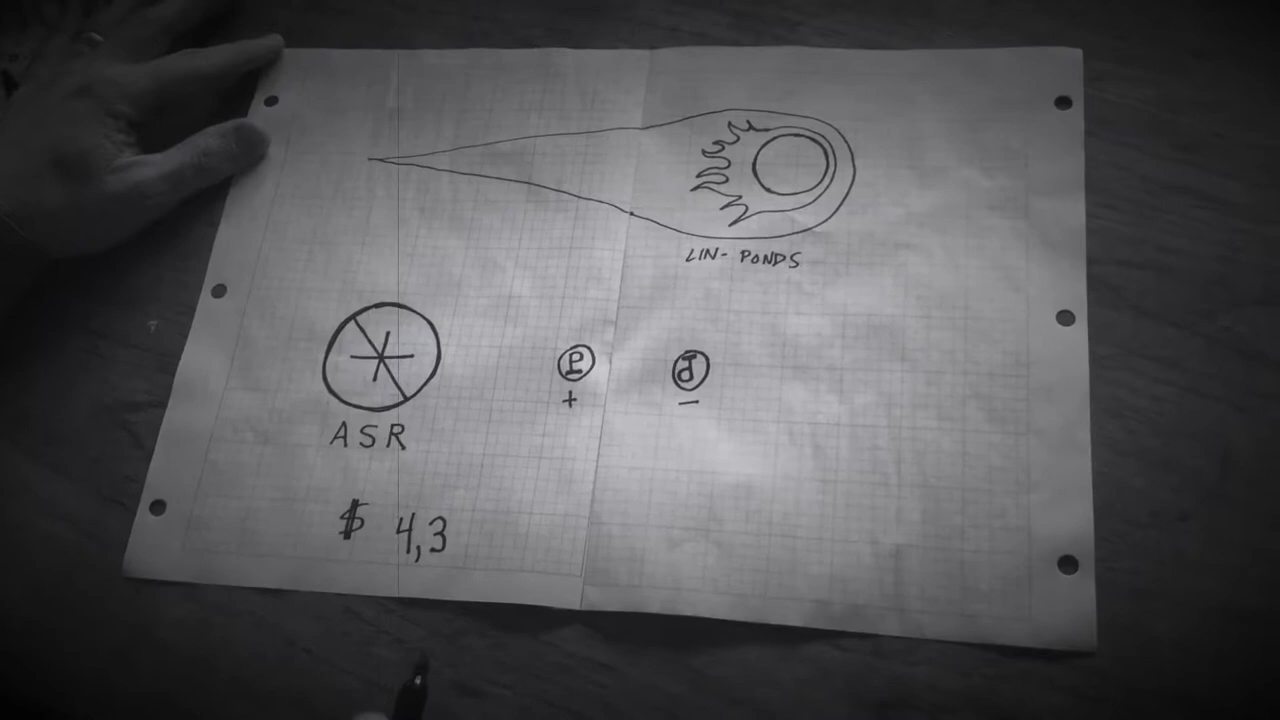 LIN- PONDS
P
+
-
ASR
$ 4,3